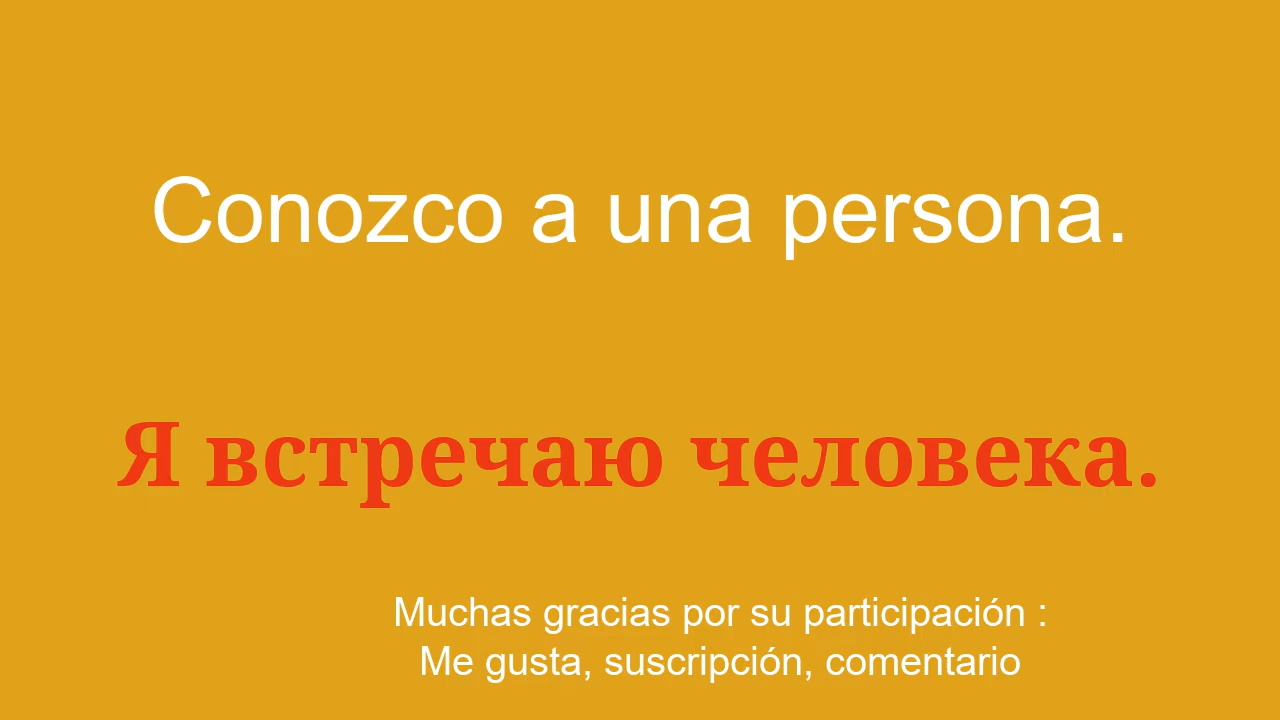 Conozco a una persona.
Я встречаю человека.
Muchas gracias por su participación :
Me gusta, suscripción, comentario